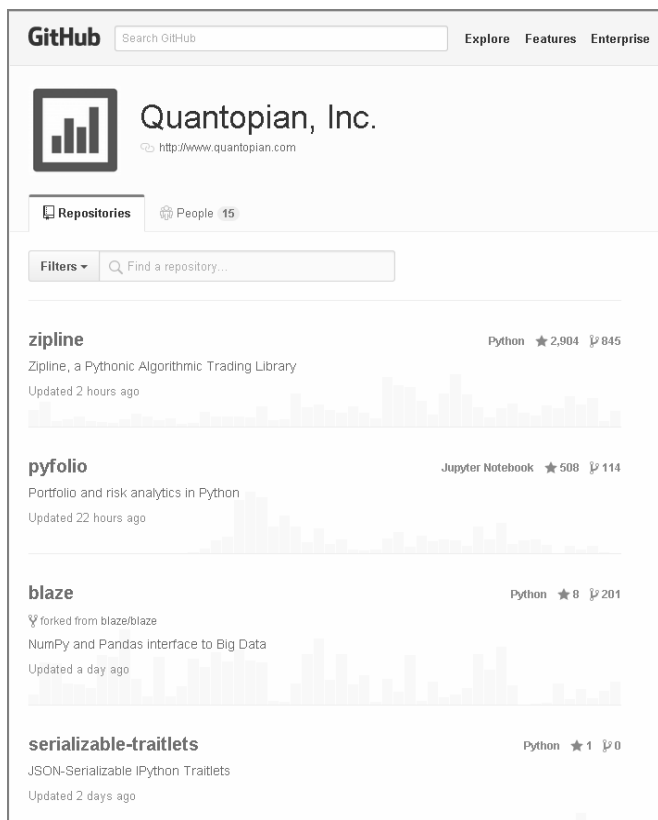 GitHub Search GitHub Explore Features Enterprise
Quantopian, Inc.
http://www.quantopian.com
Repositories People 15
Filters Find a repository...
zipline Python 2,904 845
Zipline, a Pythonic Algorithmic Trading Library
Updated 2 hours ago
pyfolio Jupyter Notebook 508 114
Portfolio and risk analytics in Python
Updated 22 hours ago
blaze Python 8 201
forked from blaze/blaze
NumPy and Pandas interface to Big Data
Updated a day ago
serializable-traitlets Python 1 0
JSON-Serializable IPython Traitlets
Updated 2 days ago